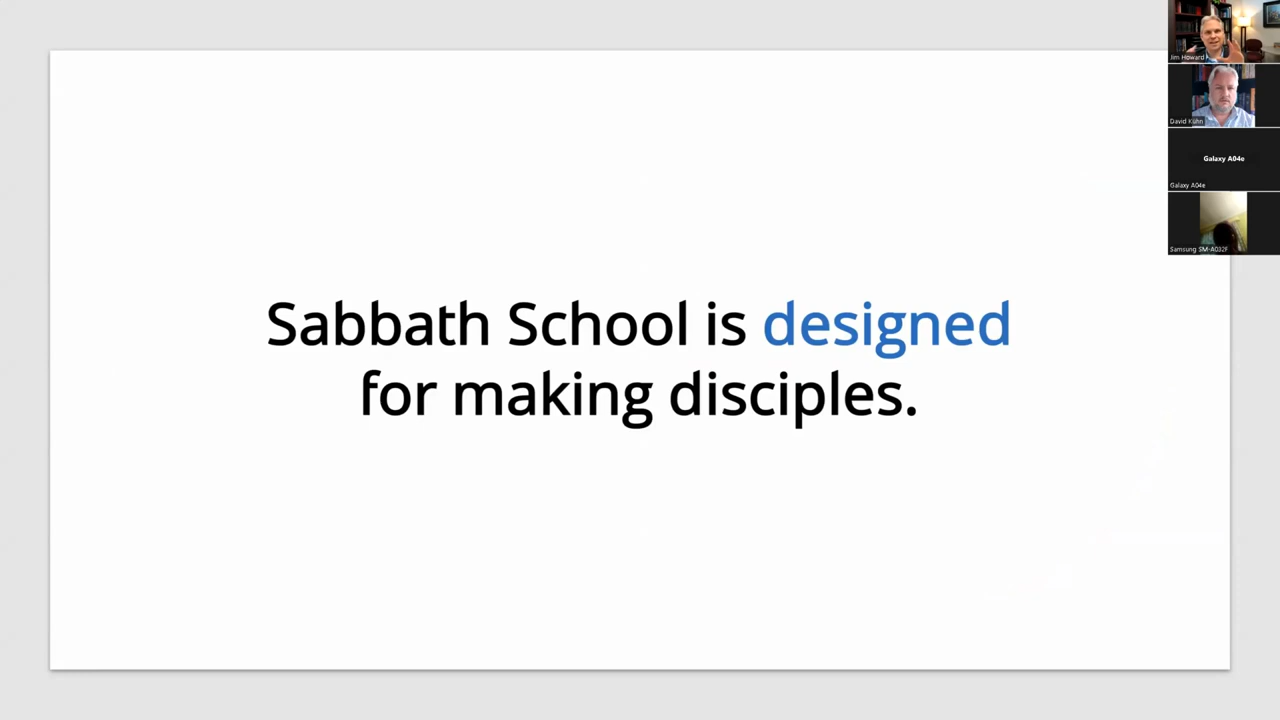 Sabbath School is designed
for making disciples.
Jim Howard
David Kuhn
Galaxy A04e
Galaxy A04e
Samsung SM-A032F